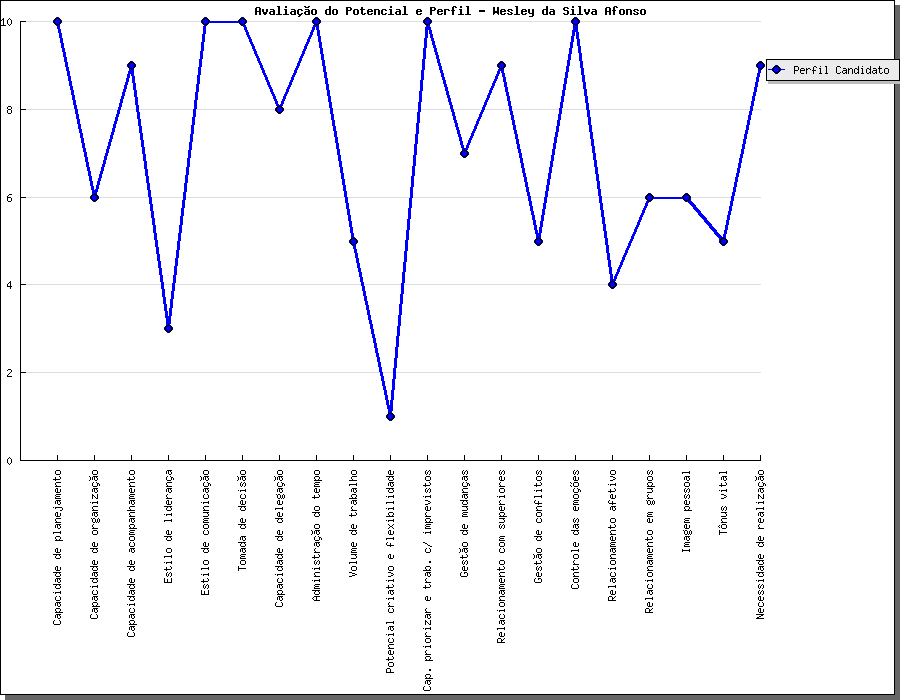 Avaliação do Potencial e Perfil - Wesley da Silva Afonso
10
8
6
4
2
0
Perfil Candidato
Capacidade de planejamento
Capacidade de organização
Capacidade de acompanhamento
Estilo de liderança
Estilo de comunicação
Tomada de decisão
Capacidade de delegação
Administração do tempo
Volume de trabalho
Potencial criativo e flexibilidade
Cap. priorizar e trab. c/ imprevistos
Gestão de mudanças
Relacionamento com superiores
Gestão de conflitos
Controle das emoções
Relacionamento afetivo
Relacionamento em grupos
Imagem pessoal
Tônus vital
Necessidade de realização